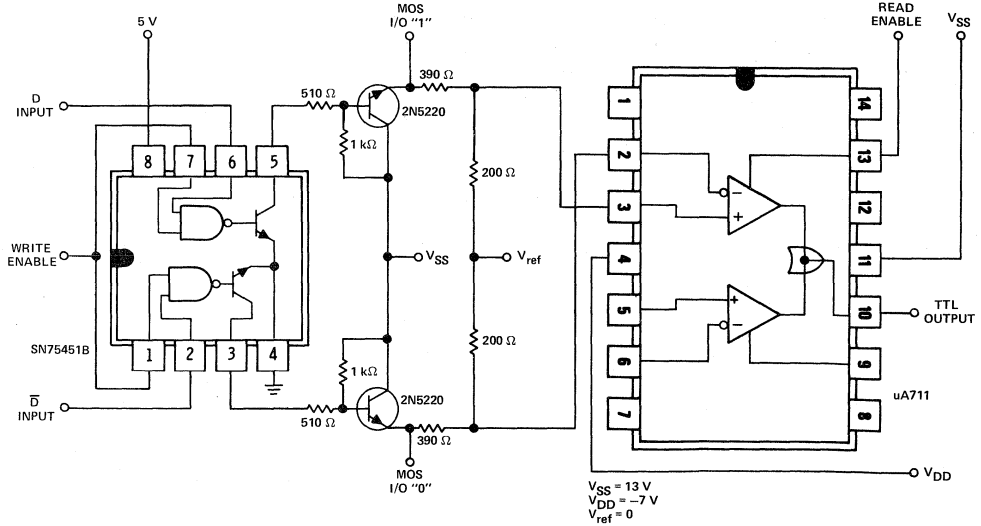 MOS
I/O "1"
READ
ENABLE
VSS
5 V
390 Ω
D
INPUT
510 Ω
2N5220
1 kΩ
1
14
8
7
6
5
200 Ω
2
13
3
12
WRITE
ENABLE
VSS
Vref
4
11
5
10
TTL
OUTPUT
SN75451B
1
2
3
4
200 Ω
6
9
1 kΩ
2N5220
uA711
D̅
INPUT
510 Ω
390 Ω
7
8
MOS
I/O "0"
VDD
VSS = 13 V
VDD = –7 V
Vref = 0